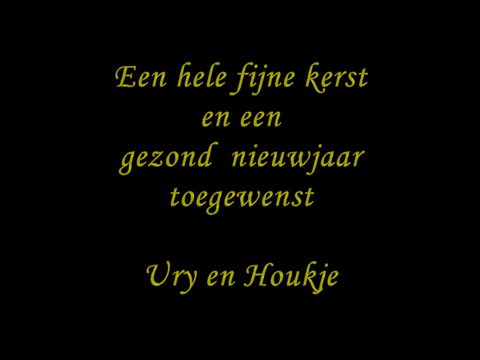 Een hele fijne kerst
en een
gezond nieuwjaar
toegewenst
Ury en Houkje